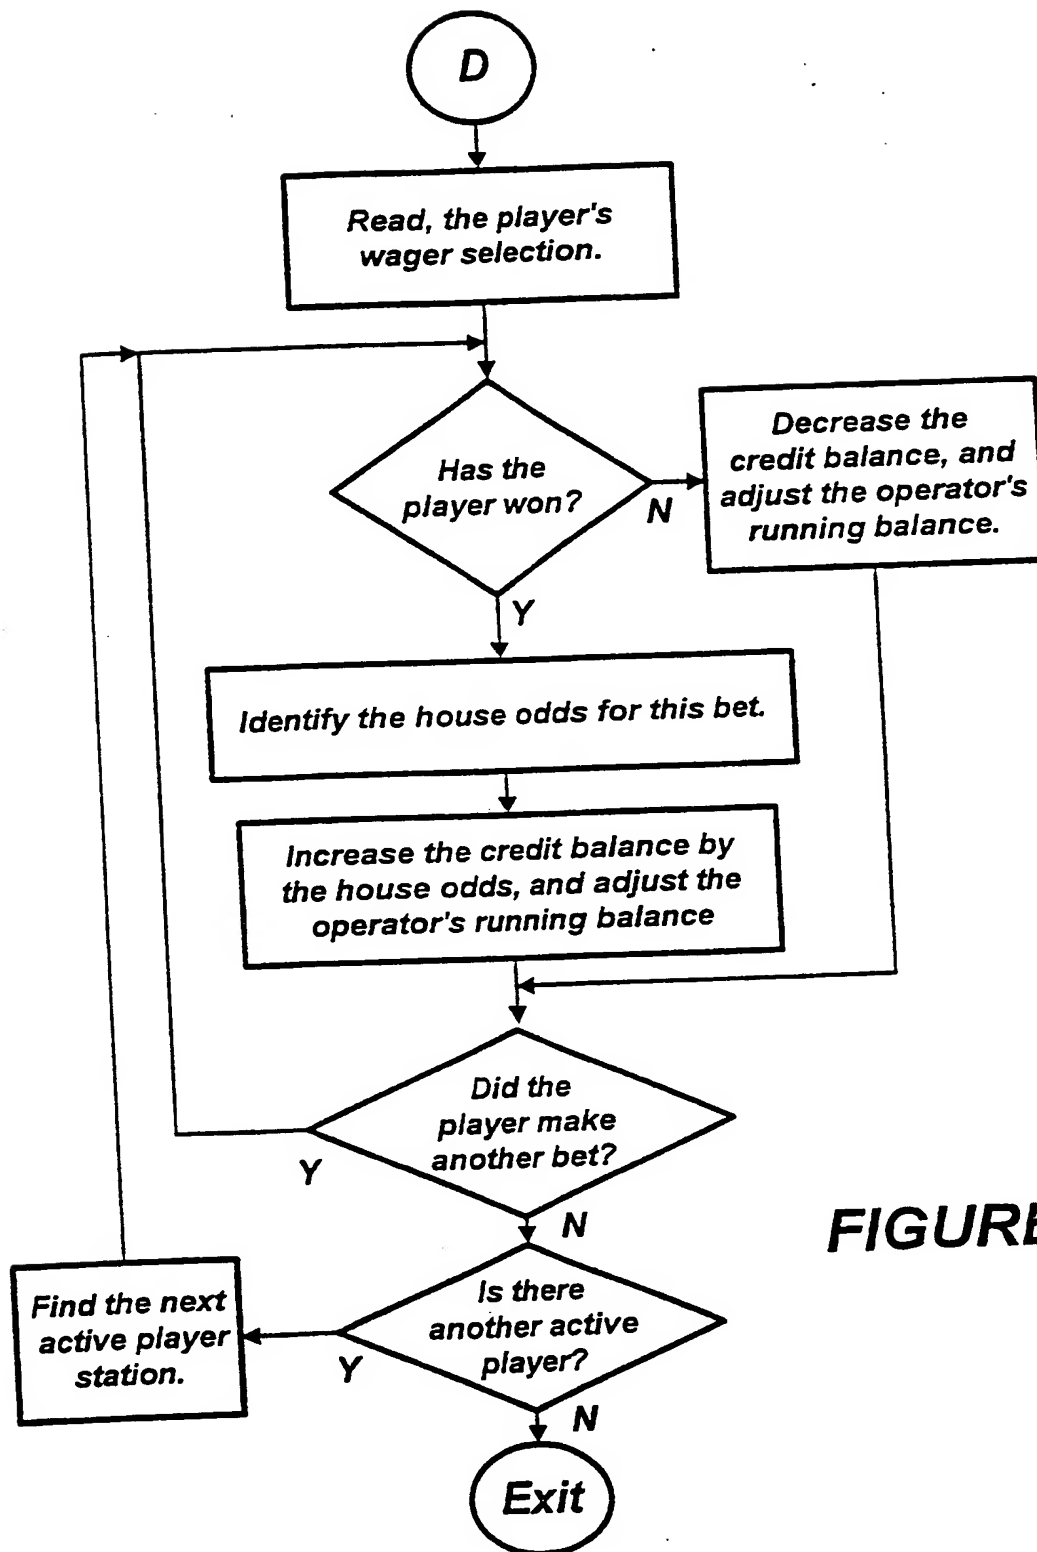 D
Read, the player's
wager selection.
Has the
player won?
N
Decrease the
credit balance, and
adjust the operator's
running balance.
Y
Identify the house odds for this bet.
Increase the credit balance by
the house odds, and adjust the
operator's running balance
Did the
player make
another bet?
Y
N
FIGURE
Find the next
active player
station.
Is there
another active
player?
Y
N
Exit